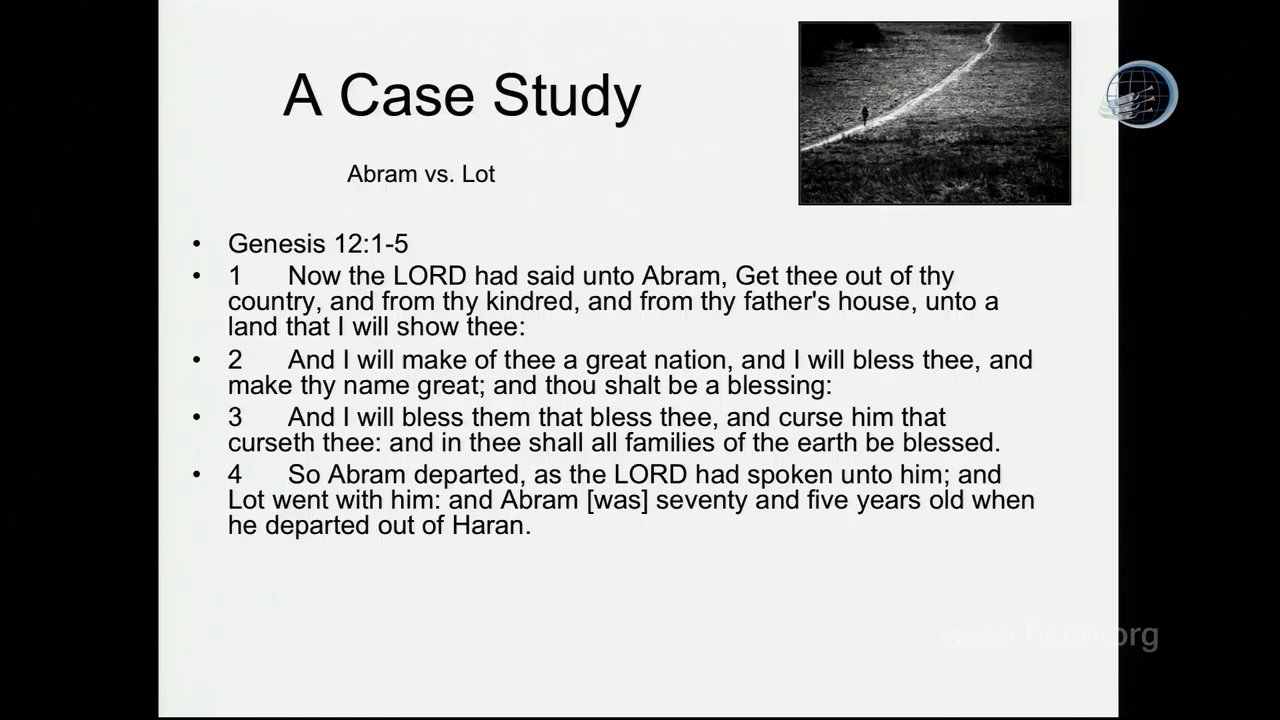 A Case Study
Abram vs. Lot
• Genesis 12:1-5
• 1 Now the LORD had said unto Abram, Get thee out of thy
country, and from thy kindred, and from thy father's house, unto a
land that I will show thee:
• 2 And I will make of thee a great nation, and I will bless thee, and
make thy name great; and thou shalt be a blessing:
• 3 And I will bless them that bless thee, and curse him that
curseth thee: and in thee shall all families of the earth be blessed.
• 4 So Abram departed, as the LORD had spoken unto him; and
Lot went with him: and Abram [was] seventy and five years old when
he departed out of Haran.
.org